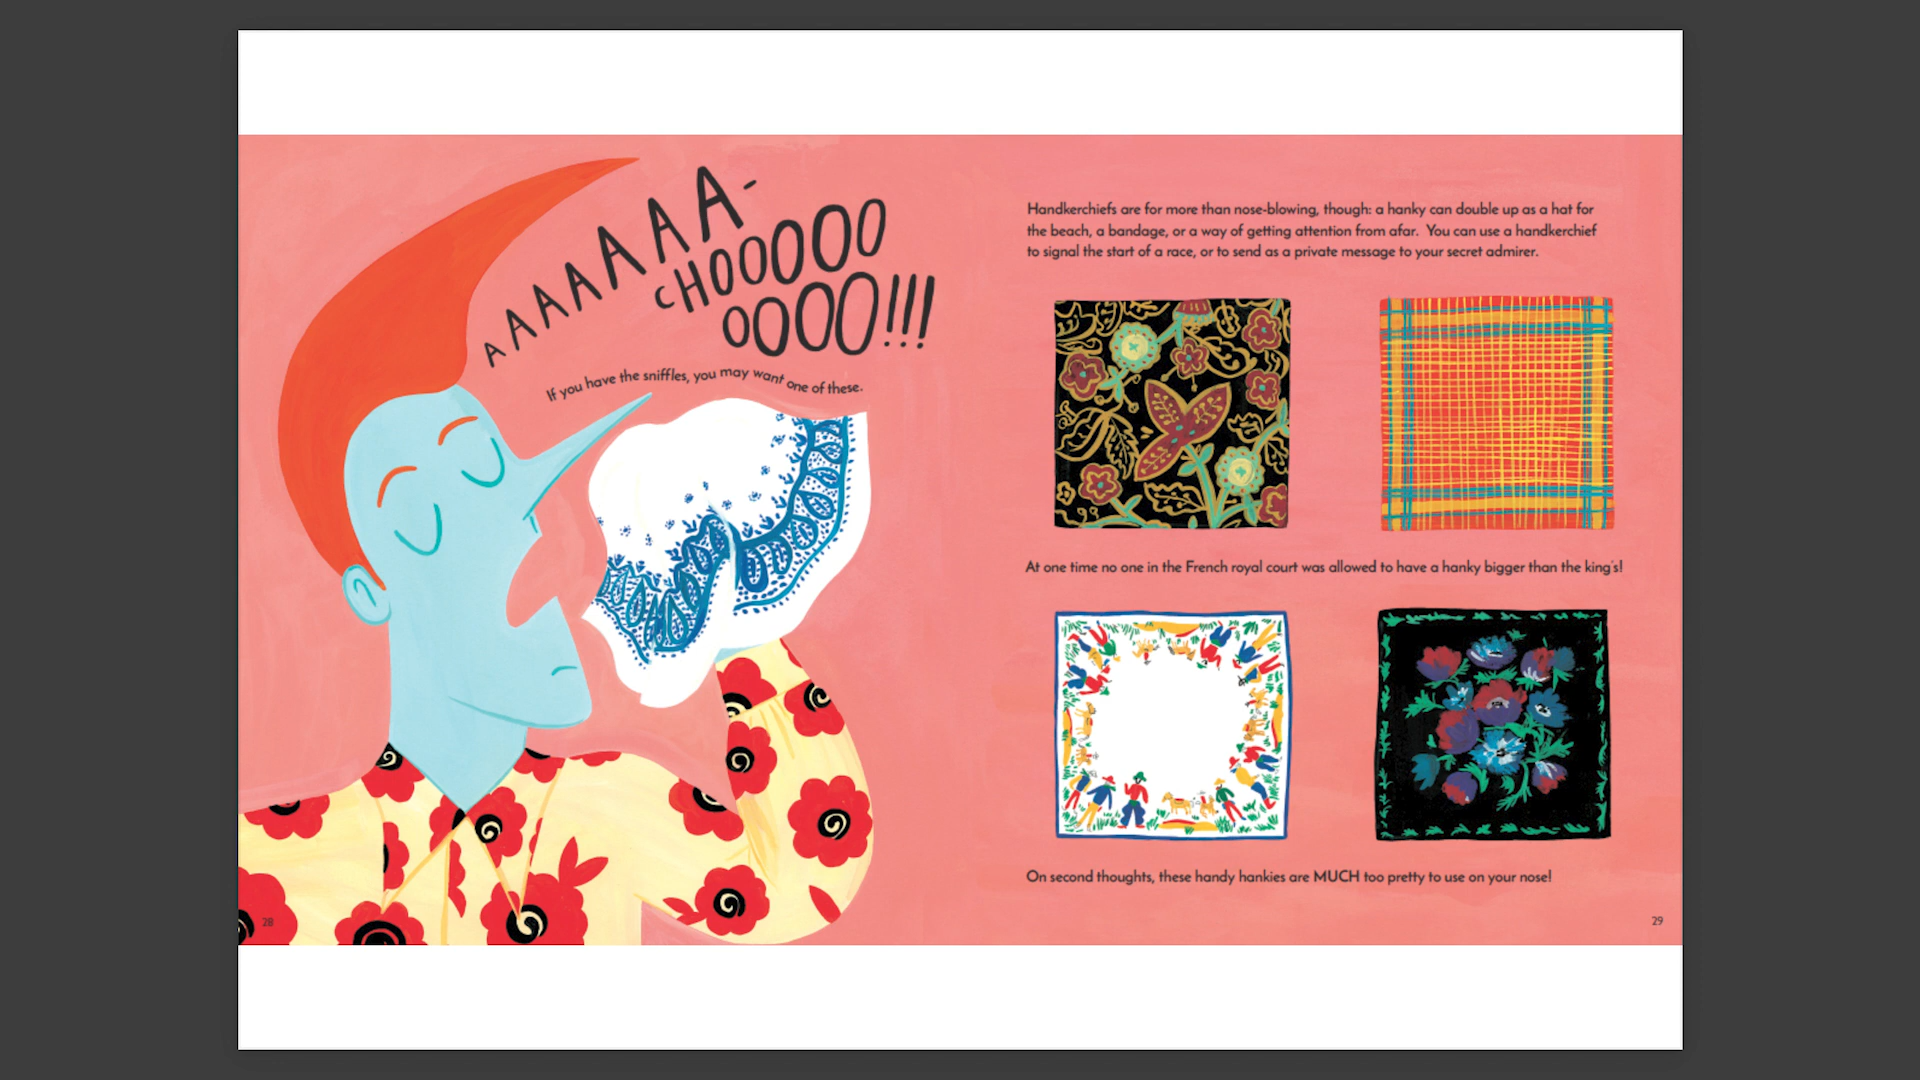 AAAAAAA-
CHOOOOO
OOOO!!!
If you have the sniffles, you may want one of these.
28
Handkerchiefs are for more than nose-blowing, though: a hanky can double up as a hat for
the beach, a bandage, or a way of getting attention from afar. You can use a handkerchief
to signal the start of a race, or to send as a private message to your secret admirer.
At one time no one in the French royal court was allowed to have a hanky bigger than the king's!
On second thoughts, these handy hankies are MUCH too pretty to use on your nose!
29